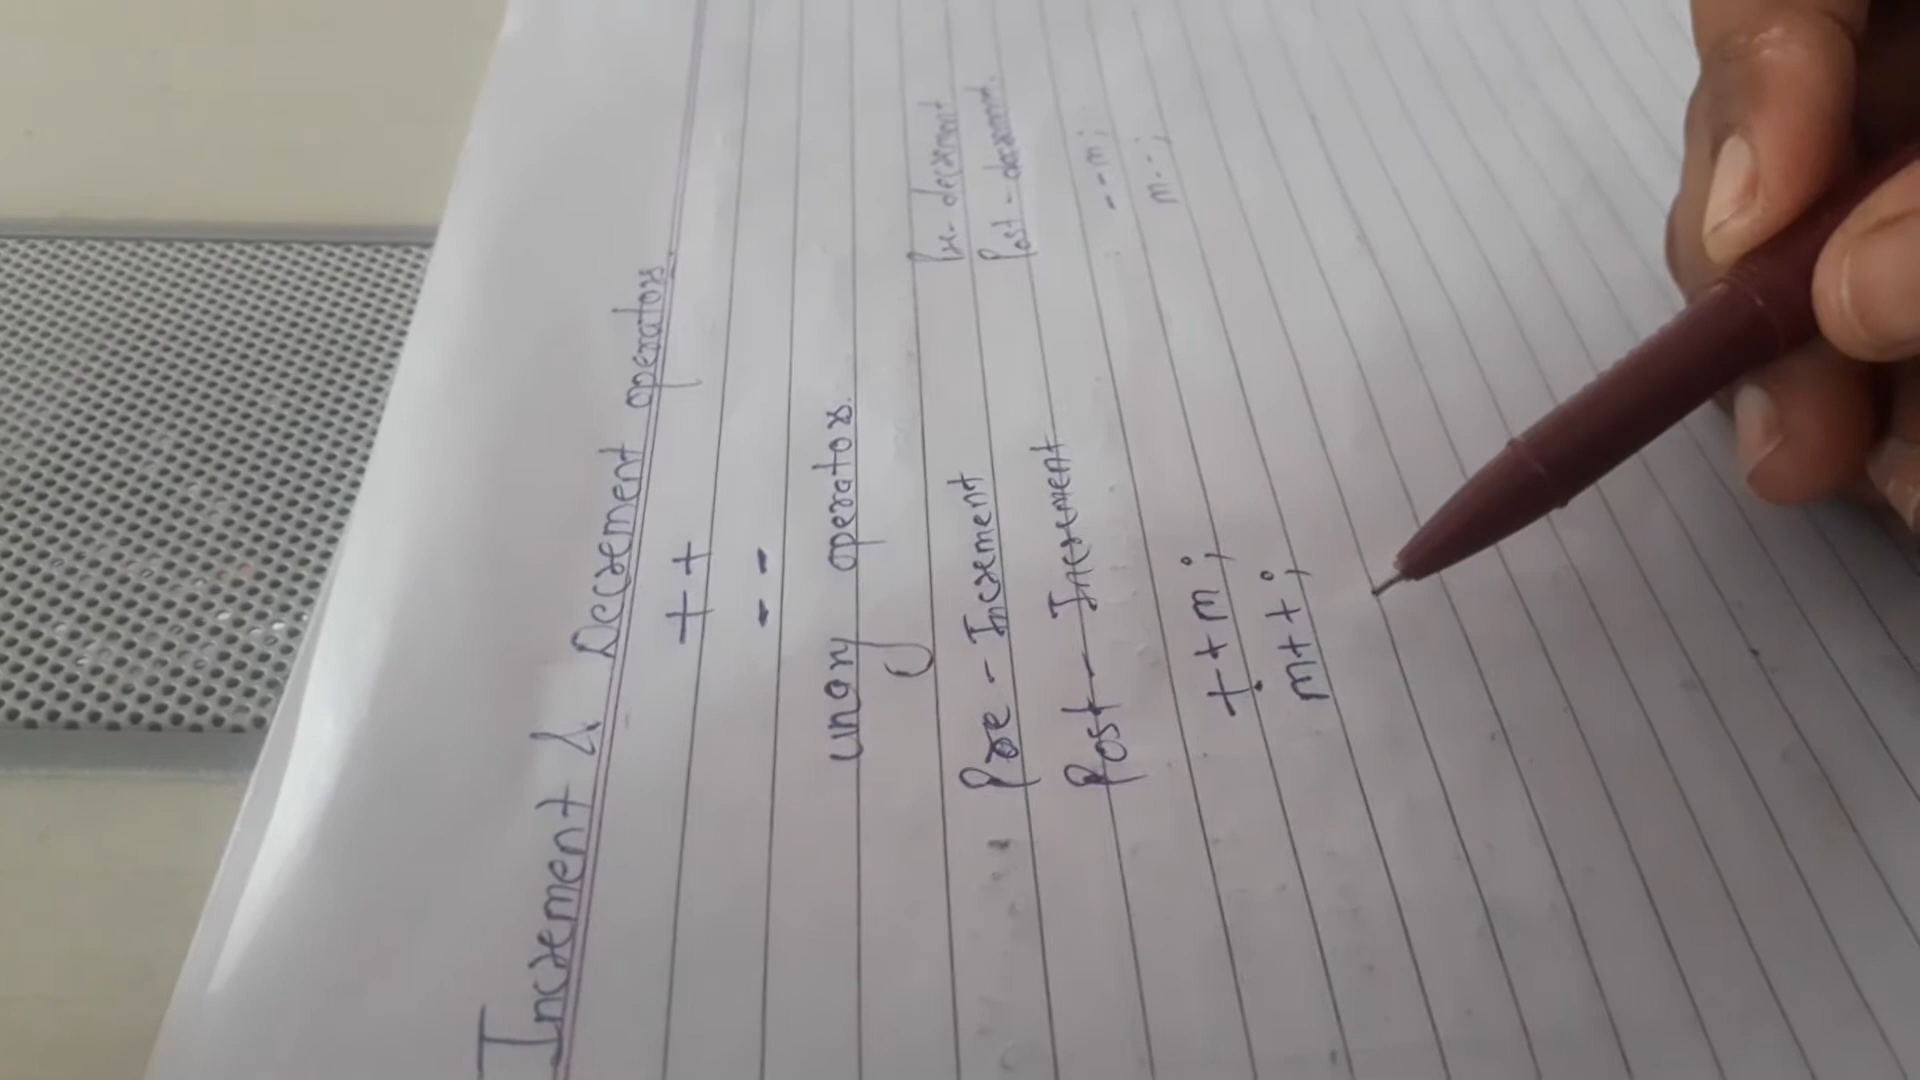 Increment & Decrement operators.
++
--
unary operators.
Pre - Increment
Post - Increment
++m;
m++;
Pre - decrement
Post - decrement.
--m;
m--;